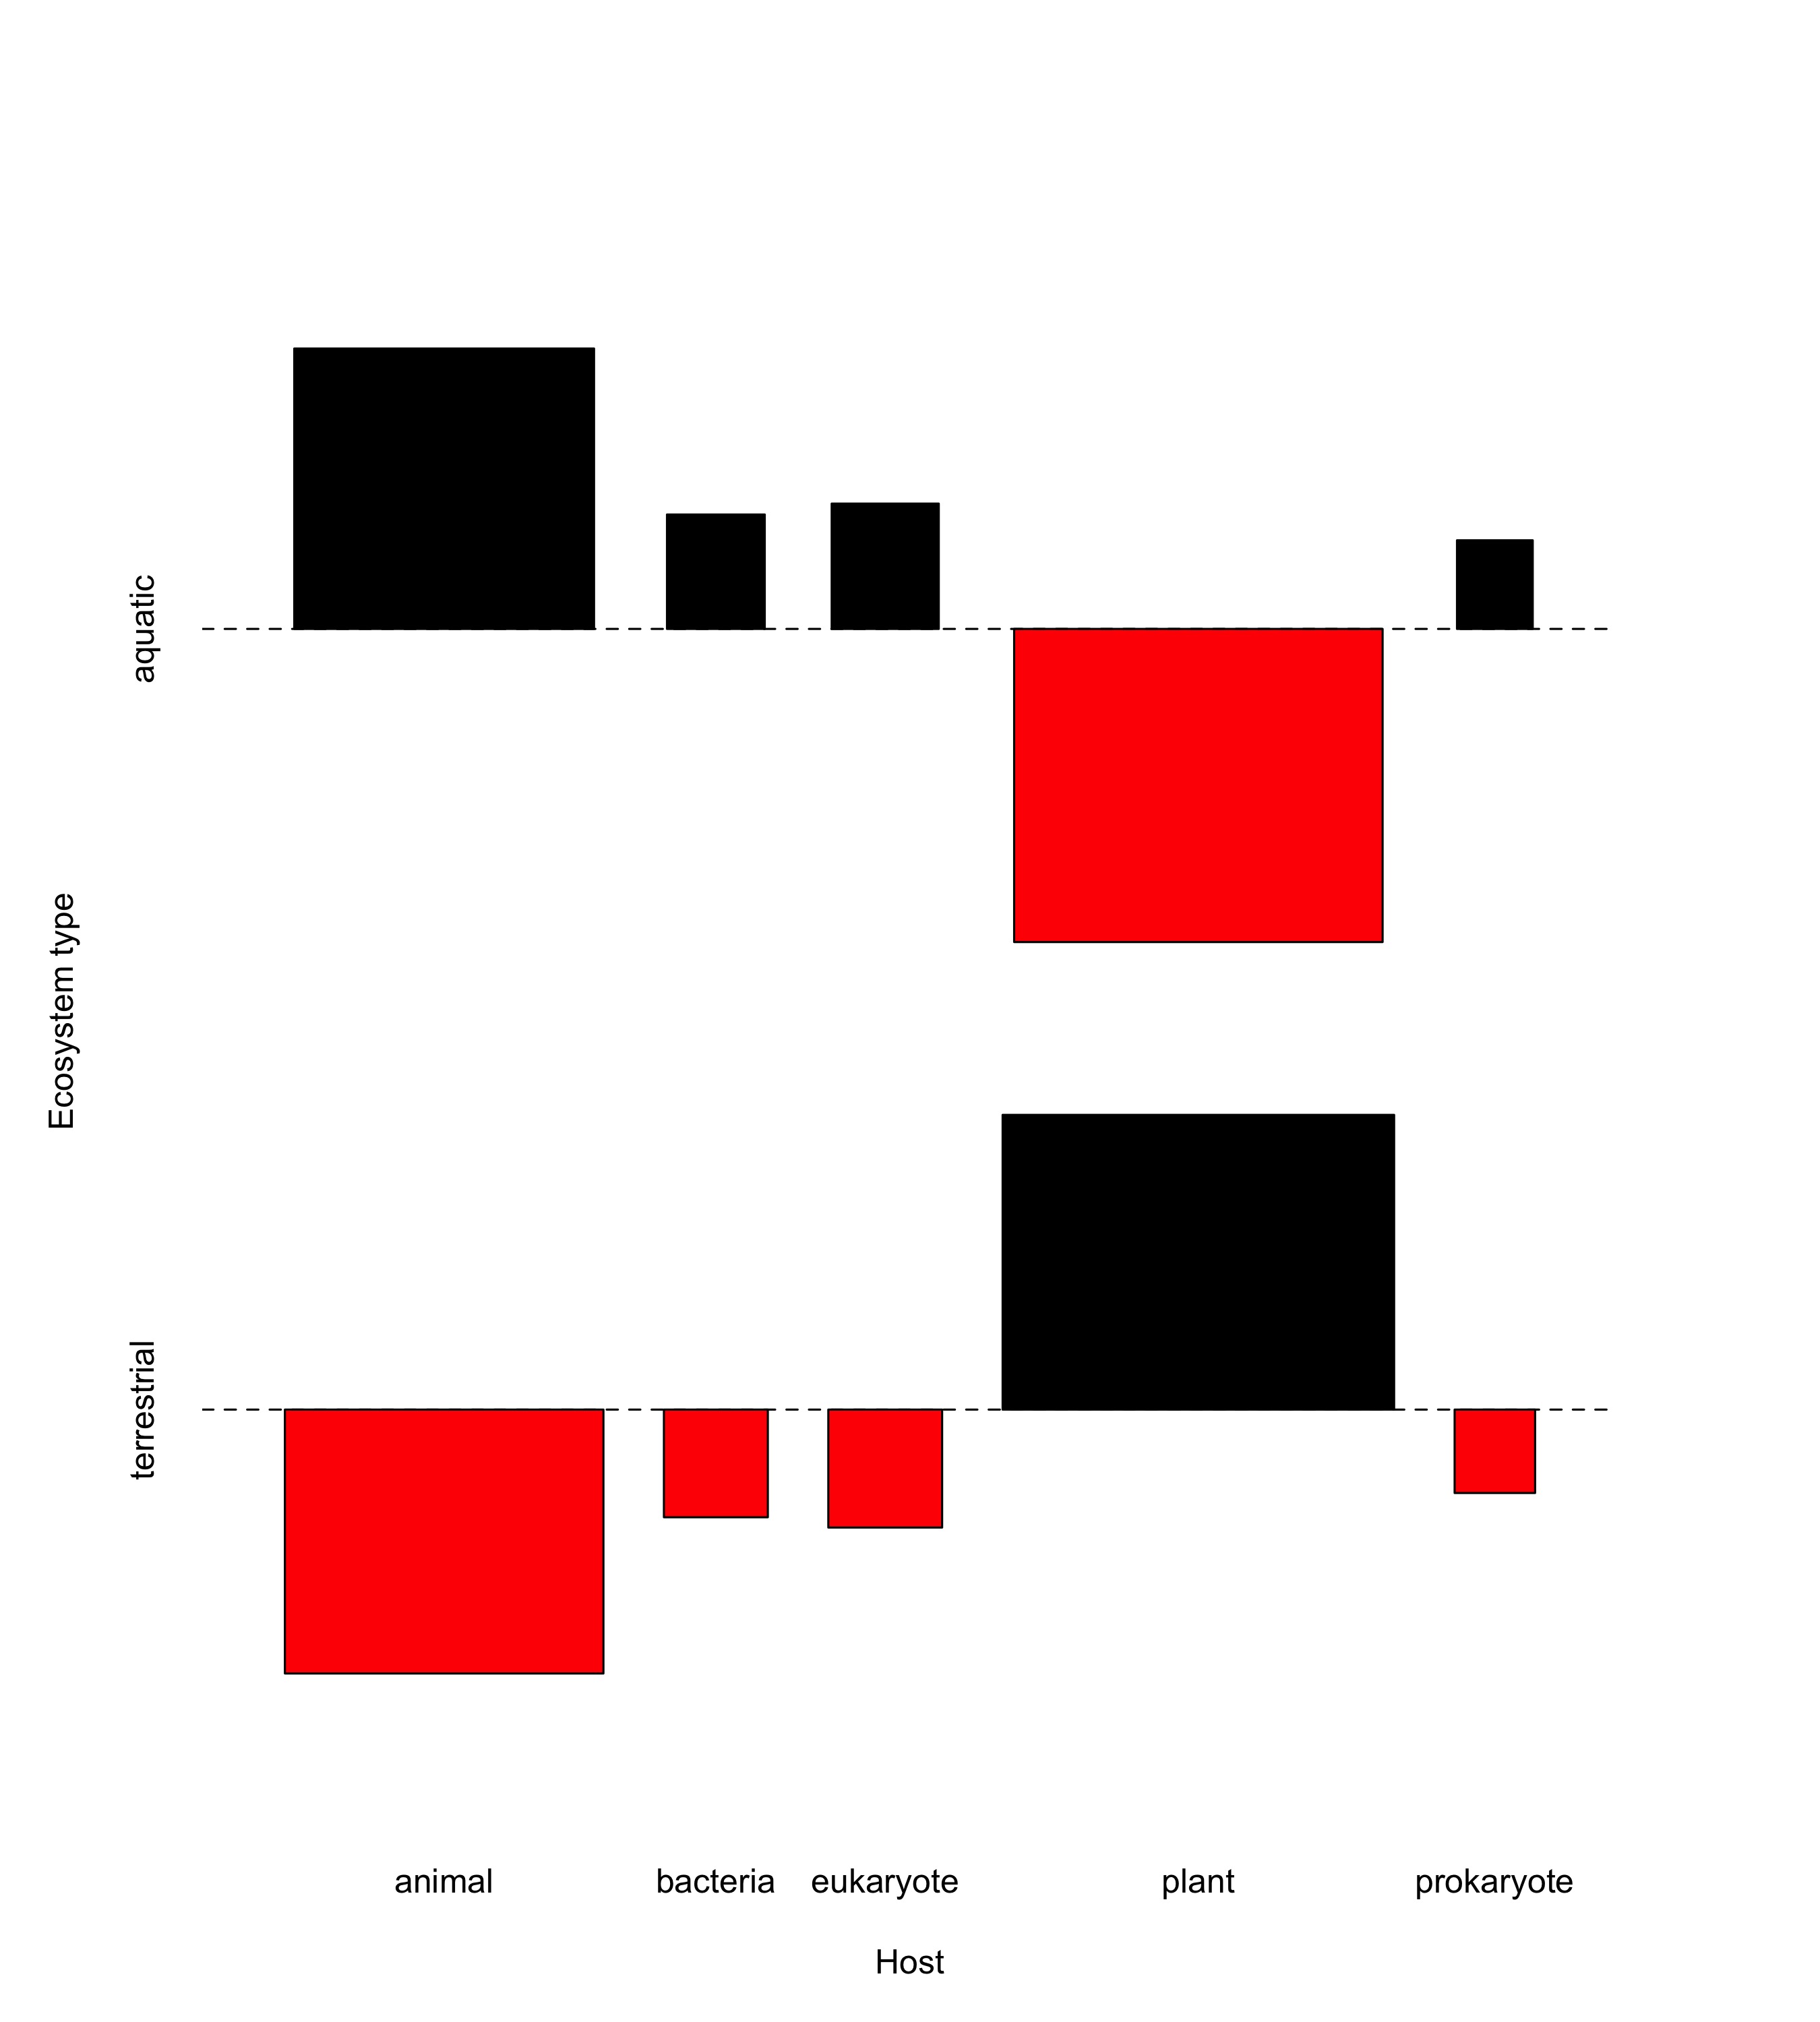 Ecosystem type
aquatic
terrestrial
animal bacteria eukaryote plant prokaryote
Host